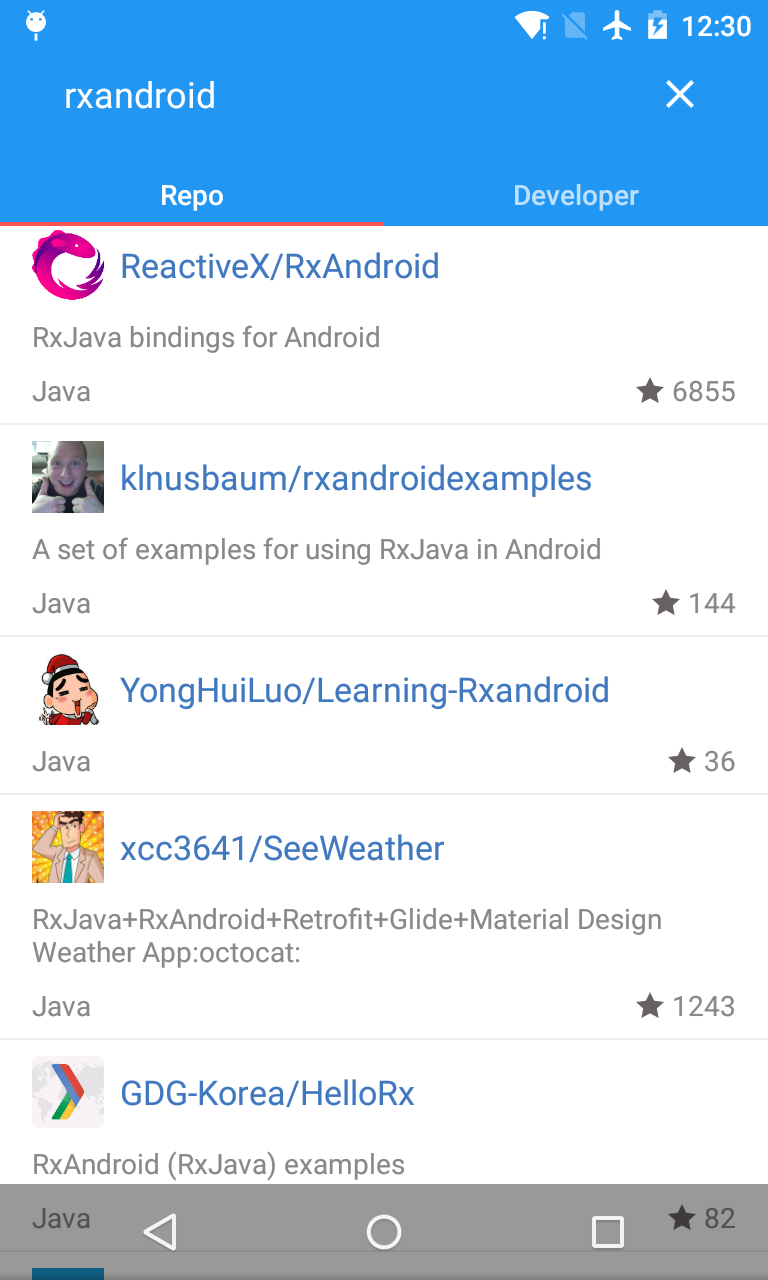 12:30
rxandroid
Repo
Developer
ReactiveX/RxAndroid
RxJava bindings for Android
Java
6855
klnusbaum/rxandroidexamples
A set of examples for using RxJava in Android
Java
144
YongHuiLuo/Learning-Rxandroid
Java
36
xcc3641/SeeWeather
RxJava+RxAndroid+Retrofit+Glide+Material Design
Weather App:octocat:
Java
1243
GDG-Korea/HelloRx
RxAndroid (RxJava) examples
Java
82